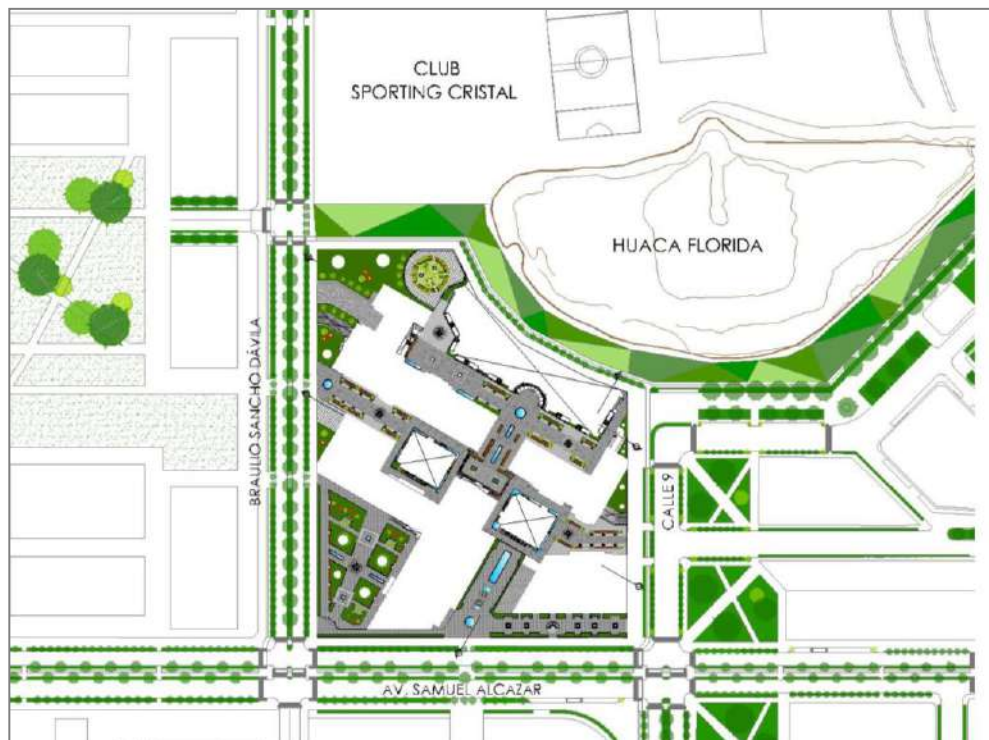 CLUB
SPORTING CRISTAL
HUACA FLORIDA
BRAULIO SANCHO DÁVILA
CALLE 9
AV. SAMUEL ALCAZAR